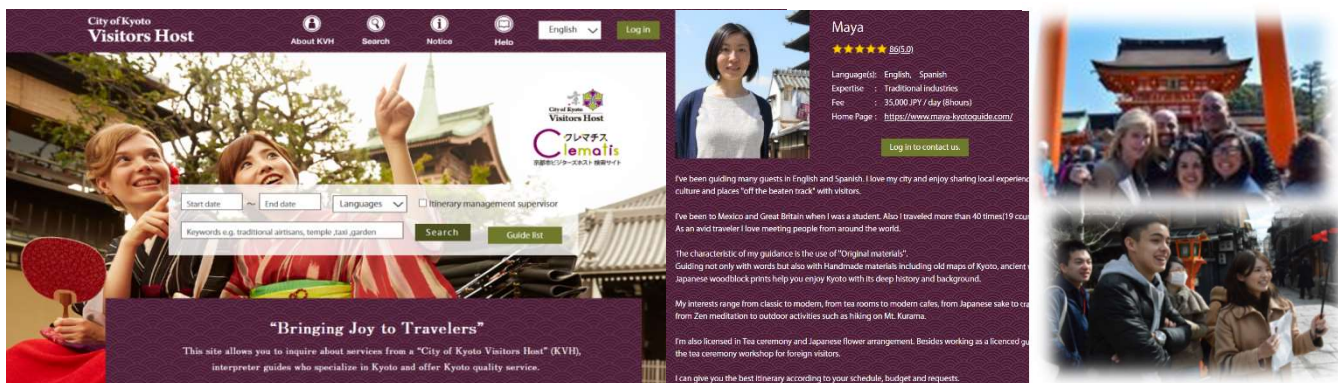 City of Kyoto
Visitors Host
About KVH
Search
Notice
Help
English
Log in
City of Kyoto
Visitors Host
クレマチス
Clematis
京都市ビジターズホスト 検索サイト
Start date
～
End date
Languages
Itinerary management supervisor
Keywords e.g. traditional airtisans, temple ,taxi ,garden
Search
Guide list
“Bringing Joy to Travelers”
This site allows you to inquire about services from a “City of Kyoto Visitors Host” (KVH),
interpreter guides who specialize in Kyoto and offer Kyoto quality service.
Maya
★★★★★ 86(5.0)
Language(s): English, Spanish
Expertise : Traditional industries
Fee : 35,000 JPY / day (8hours)
Home Page : https://www.maya-kyotoguide.com/
Log in to contact us.
I've been guiding many guests in English and Spanish. I love my city and enjoy sharing local experienc
culture and places "off the beaten track" with visitors.
I've been to Mexico and Great Britain when I was a student. Also I traveled more than 40 times(19 cour
As an avid traveler I love meeting people from around the world.
The characteristic of my guidance is the use of "Original materials".
Guiding not only with words but also with Handmade materials including old maps of Kyoto, ancient
Japanese woodblock prints help you enjoy Kyoto with its deep history and background.
My interests range from classic to modern, from tea rooms to modern cafes, from Japanese sake to cra
from Zen meditation to outdoor activities such as hiking on Mt. Kurama.
I'm also licensed in Tea ceremony and Japanese flower arrangement. Besides working as a licenced gu
the tea ceremony workshop for foreign visitors.
I can give you the best itinerary according to your schedule, budget and requests.